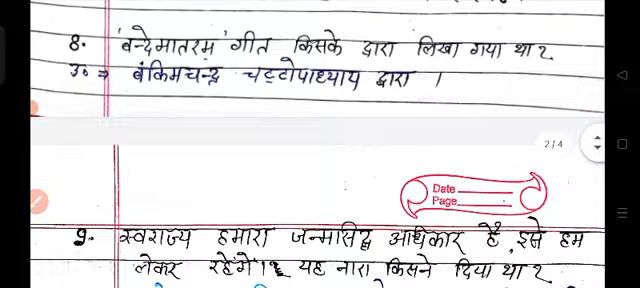 8. 'वन्देमातरम' गीत किसके द्वारा लिखा गया था ?
उ० ⇒ बंकिमचन्द्र चट्टोपाध्याय द्वारा ।
2/4
Date
Page
9. स्वराज्य हमारा जन्मसिद्ध अधिकार है, इसे हम
लेकर रहेंगे। यह नारा किसने दिया था ?